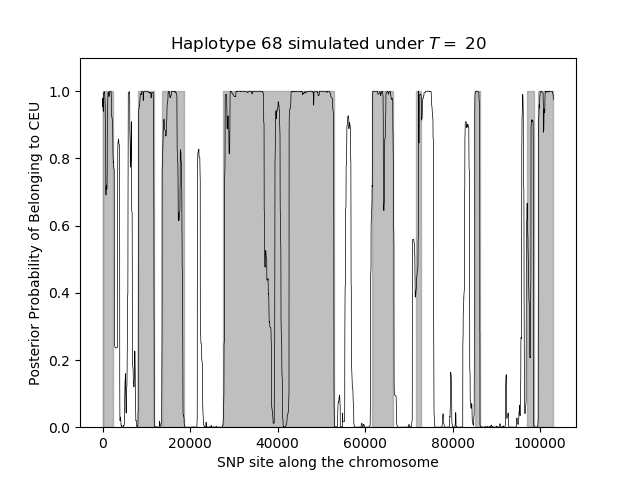 Haplotype 68 simulated under T = 20
Posterior Probability of Belonging to CEU
1.0
0.8
0.6
0.4
0.2
0.0
0 20000 40000 60000 80000 100000
SNP site along the chromosome